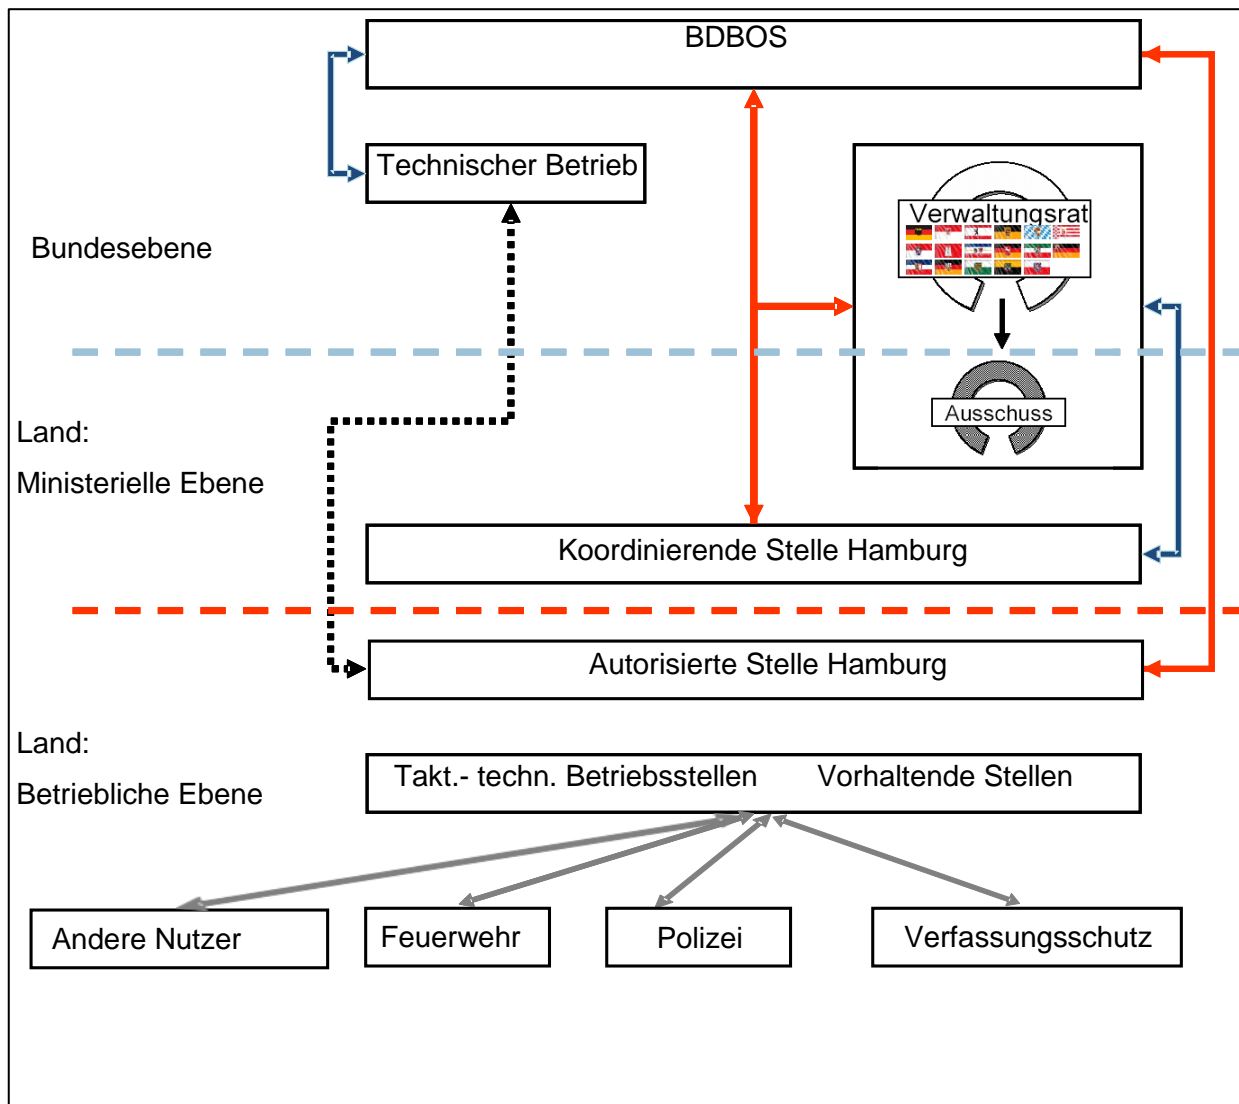 BDBOS
Technischer Betrieb
Verwaltungsrat
Bundesebene
Ausschuss
Land:
Ministerielle Ebene
Koordinierende Stelle Hamburg
Autorisierte Stelle Hamburg
Land:
Betriebliche Ebene
Takt.- techn. Betriebsstellen Vorhaltende Stellen
Andere Nutzer
Feuerwehr
Polizei
Verfassungsschutz